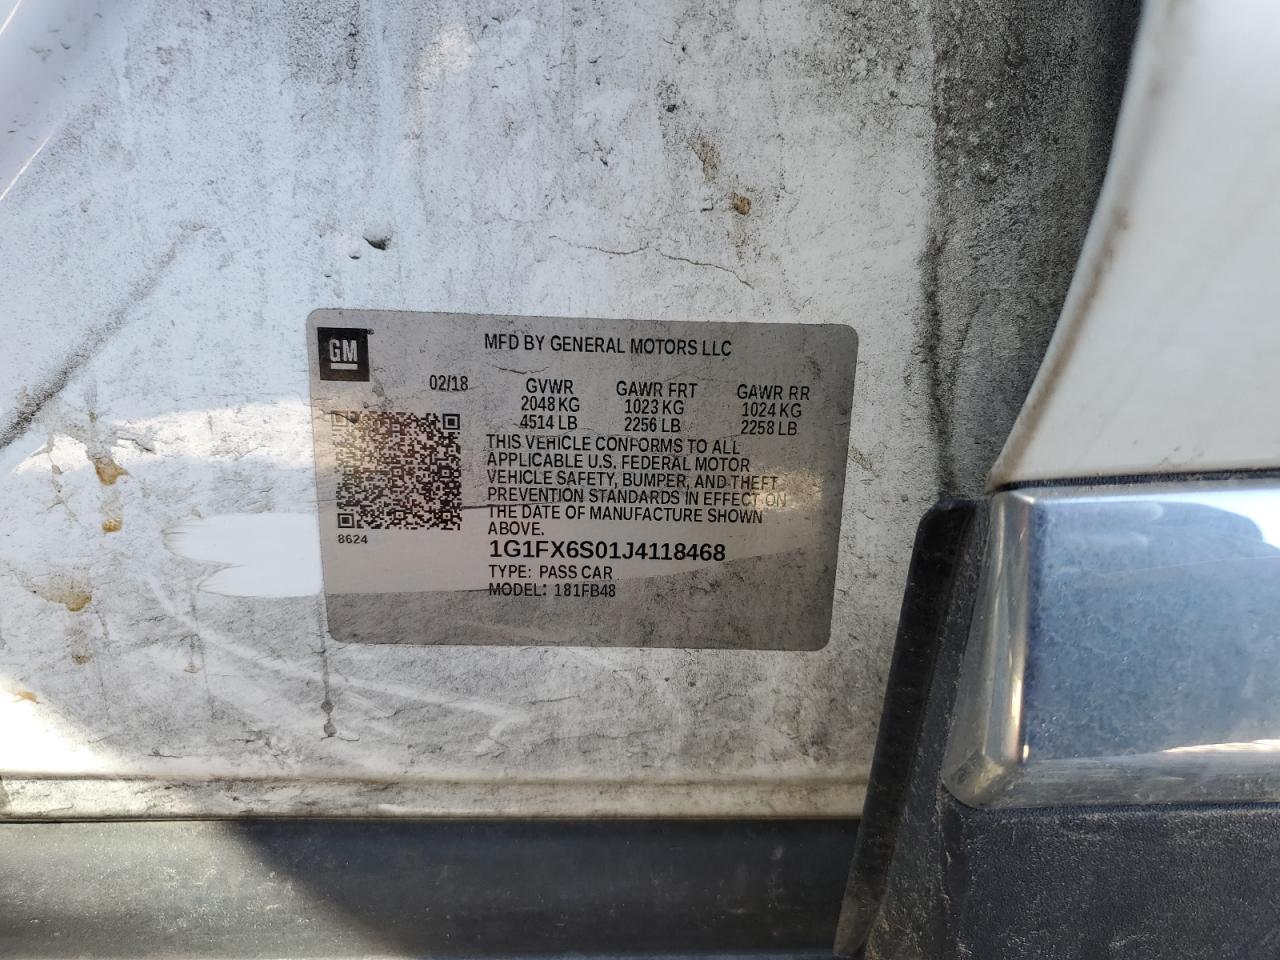 GM
MFD BY GENERAL MOTORS LLC
02/18 GVWR GAWR FRT GAWR RR
2048 KG 1023 KG 1024 KG
4514 LB 2256 LB 2258 LB
THIS VEHICLE CONFORMS TO ALL
APPLICABLE U.S. FEDERAL MOTOR
VEHICLE SAFETY, BUMPER, AND THEFT
PREVENTION STANDARDS IN EFFECT ON
THE DATE OF MANUFACTURE SHOWN
ABOVE.
8624
1G1FX6S01J4118468
TYPE: PASS CAR
MODEL: 181FB48